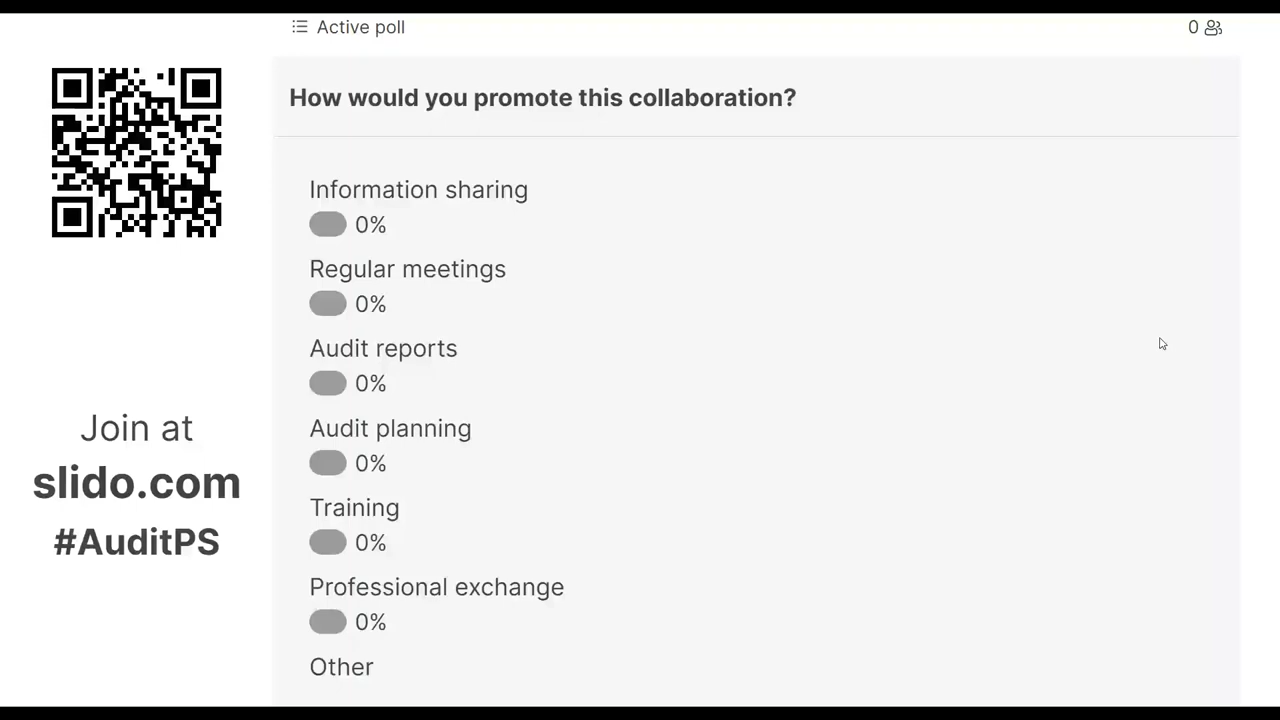 Active poll
0
How would you promote this collaboration?
Information sharing
0%
Regular meetings
0%
Audit reports
0%
Audit planning
0%
Training
0%
Professional exchange
0%
Other
Join at
slido.com
#AuditPS